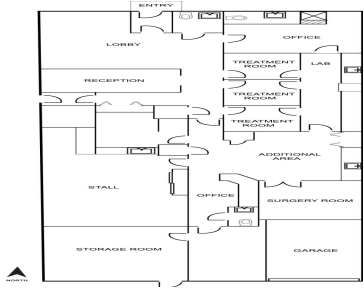 ENTRY
LOBBY
OFFICE
RECEPTION
TREATMENT
ROOM
LAB
TREATMENT
ROOM
TREATMENT
ROOM
ADDITIONAL
AREA
STALL
OFFICE
SURGERY ROOM
STORAGE ROOM
GARAGE
NORTH